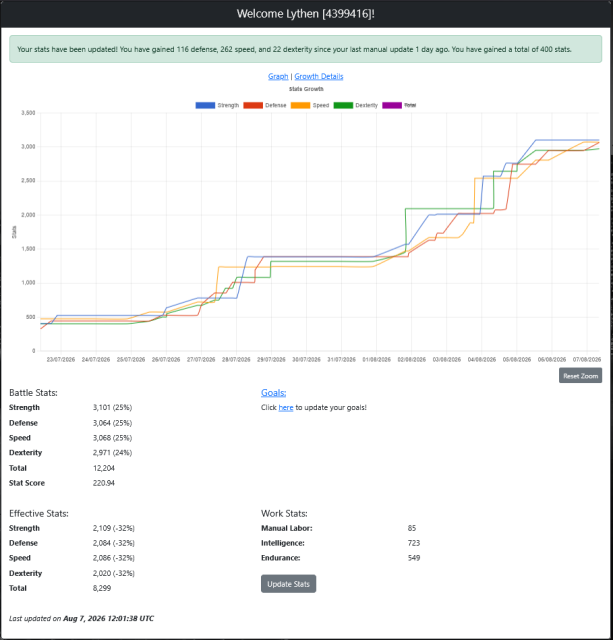 Welcome Lythen [4399416]!
Your stats have been updated! You have gained 116 defense, 262 speed, and 22 dexterity since your last manual update 1 day ago. You have gained a total of 400 stats.
Graph | Growth Details
Stats Growth
Strength Defense Speed Dexterity Total
3,500
3,000
2,500
2,000
1,500
1,000
500
0
Stats
23/07/2026 24/07/2026 25/07/2026 26/07/2026 27/07/2026 28/07/2026 29/07/2026 30/07/2026 31/07/2026 01/08/2026 02/08/2026 03/08/2026 04/08/2026 05/08/2026 06/08/2026 07/08/2026
Reset Zoom
Battle Stats:
Strength 3,101 (25%)
Defense 3,064 (25%)
Speed 3,068 (25%)
Dexterity 2,971 (24%)
Total 12,204
Stat Score 220.94
Goals:
Click here to update your goals!
Effective Stats:
Strength 2,109 (-32%)
Defense 2,084 (-32%)
Speed 2,086 (-32%)
Dexterity 2,020 (-32%)
Total 8,299
Work Stats:
Manual Labor: 85
Intelligence: 723
Endurance: 549
Update Stats
Last updated on Aug 7, 2026 12:01:38 UTC